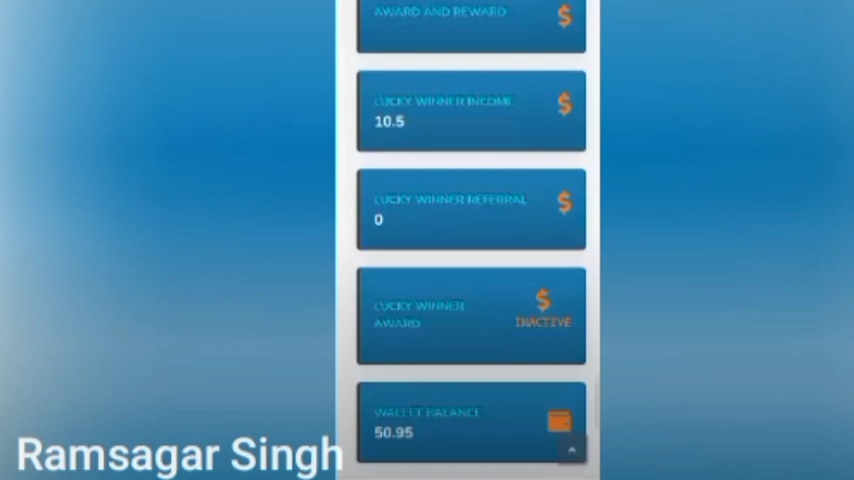 AWARD AND REWARD
$
LUCKY WINNER INCOME
$
10.5
LUCKY WINNER REFERRAL
$
0
LUCKY WINNER
AWARD
$
INACTIVE
WALLET BALANCE
50.95
Ramsagar Singh